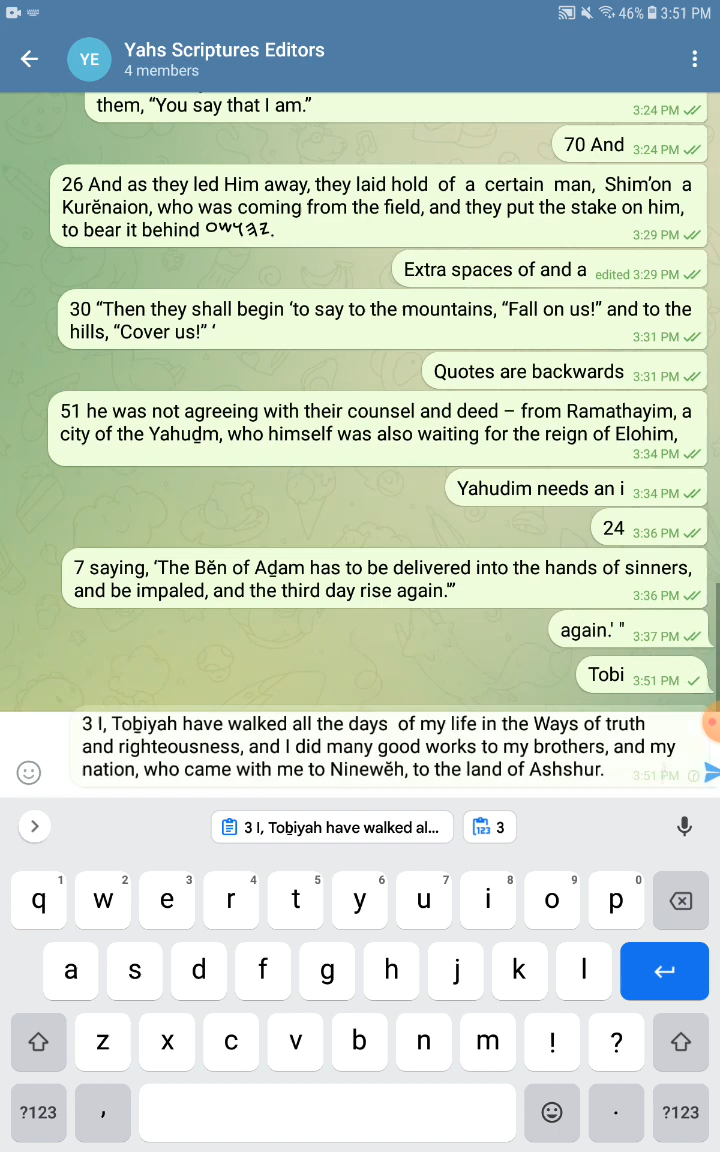 46% 3:51 PM
YE
Yahs Scriptures Editors
4 members
them, “You say that I am.”
3:24 PM
70 And 3:24 PM
26 And as they led Him away, they laid hold of a certain man, Shim’on a
Kurĕnaion, who was coming from the field, and they put the stake on him,
to bear it behind
3:29 PM
Extra spaces of and a edited 3:29 PM
30 “Then they shall begin ‘to say to the mountains, “Fall on us!” and to the
hills, “Cover us!” ‘
3:31 PM
Quotes are backwards 3:31 PM
51 he was not agreeing with their counsel and deed – from Ramathayim, a
city of the Yahuḏm, who himself was also waiting for the reign of Elohim,
3:34 PM
Yahudim needs an i 3:34 PM
24 3:36 PM
7 saying, ‘The Bĕn of Aḏam has to be delivered into the hands of sinners,
and be impaled, and the third day rise again.’”
3:36 PM
again.' " 3:37 PM
Tobi 3:51 PM
3 I, Toḇiyah have walked all the days  of my life in the Ways of truth
and righteousness, and I did many good works to my brothers, and my
nation, who came with me to Ninewĕh, to the land of Ashshur.
3:51 PM
3 I, Toḇiyah have walked al... 123 3
1 2 3 4 5 6 7 8 9 0
q w e r t y u i o p
a s d f g h j k l
z x c v b n m ! ?
?123 , . ?123